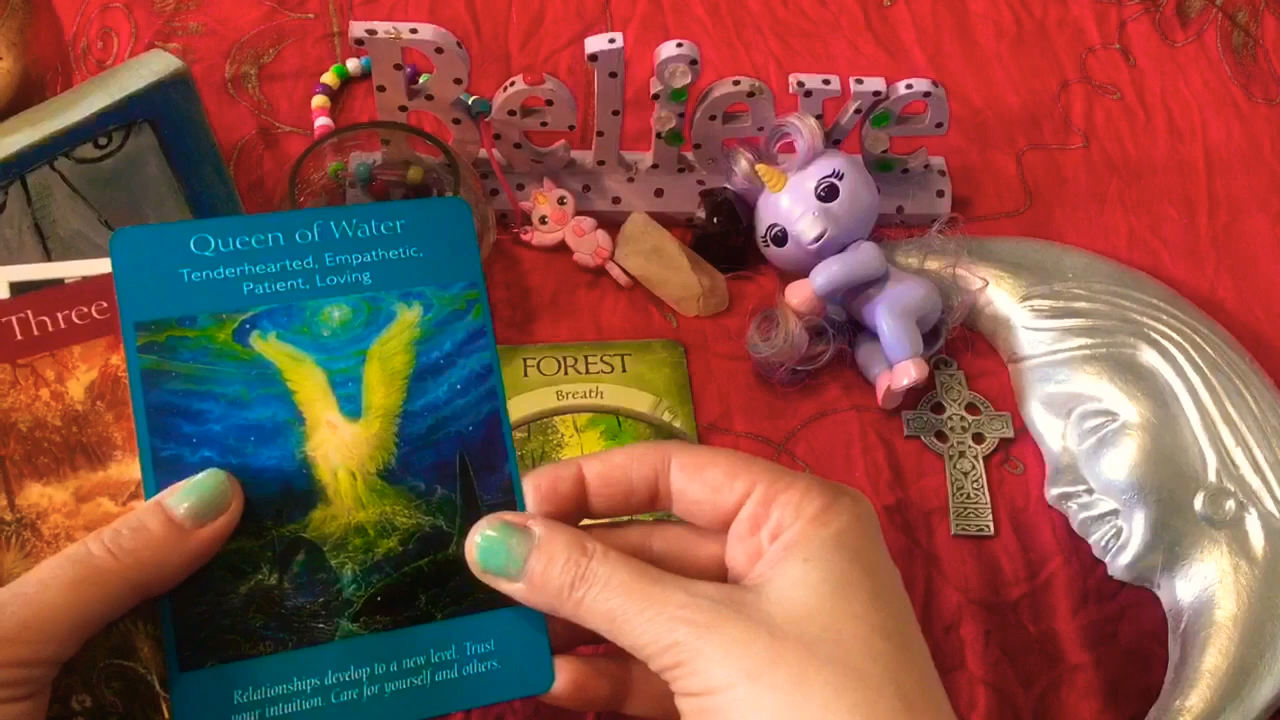 Believe
Queen of Water
Tenderhearted, Empathetic,
Patient, Loving
Three
FOREST
Breath
Relationships develop to a new level. Trust
your intuition. Care for yourself and others.